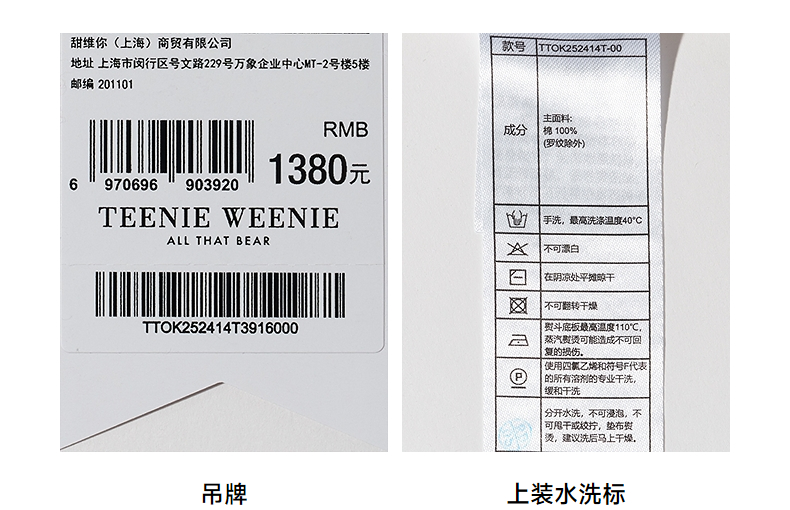 甜维你（上海）商贸有限公司
地址 上海市闵行区号文路229号万象企业中心MT-2号楼5楼
邮编 201101
RMB
1380元
6 970696 903920
TEENIE WEENIE
ALL THAT BEAR
TTOK252414T3916000
吊牌
款号 TTOK252414T-00
成分
主面料:
棉 100%
(罗纹除外)
手洗，最高洗涤温度40°C
不可漂白
在阴凉处平摊晾干
不可翻转干燥
熨斗底板最高温度110℃，
蒸汽熨烫可能造成不可回
复的损伤。
P
使用四氯乙烯和符号F代表
的所有溶剂的专业干洗，
缓和干洗
分开水洗，不可浸泡，不
可甩干或绞拧，垫布熨
烫，建议洗后马上干燥。
上装水洗标